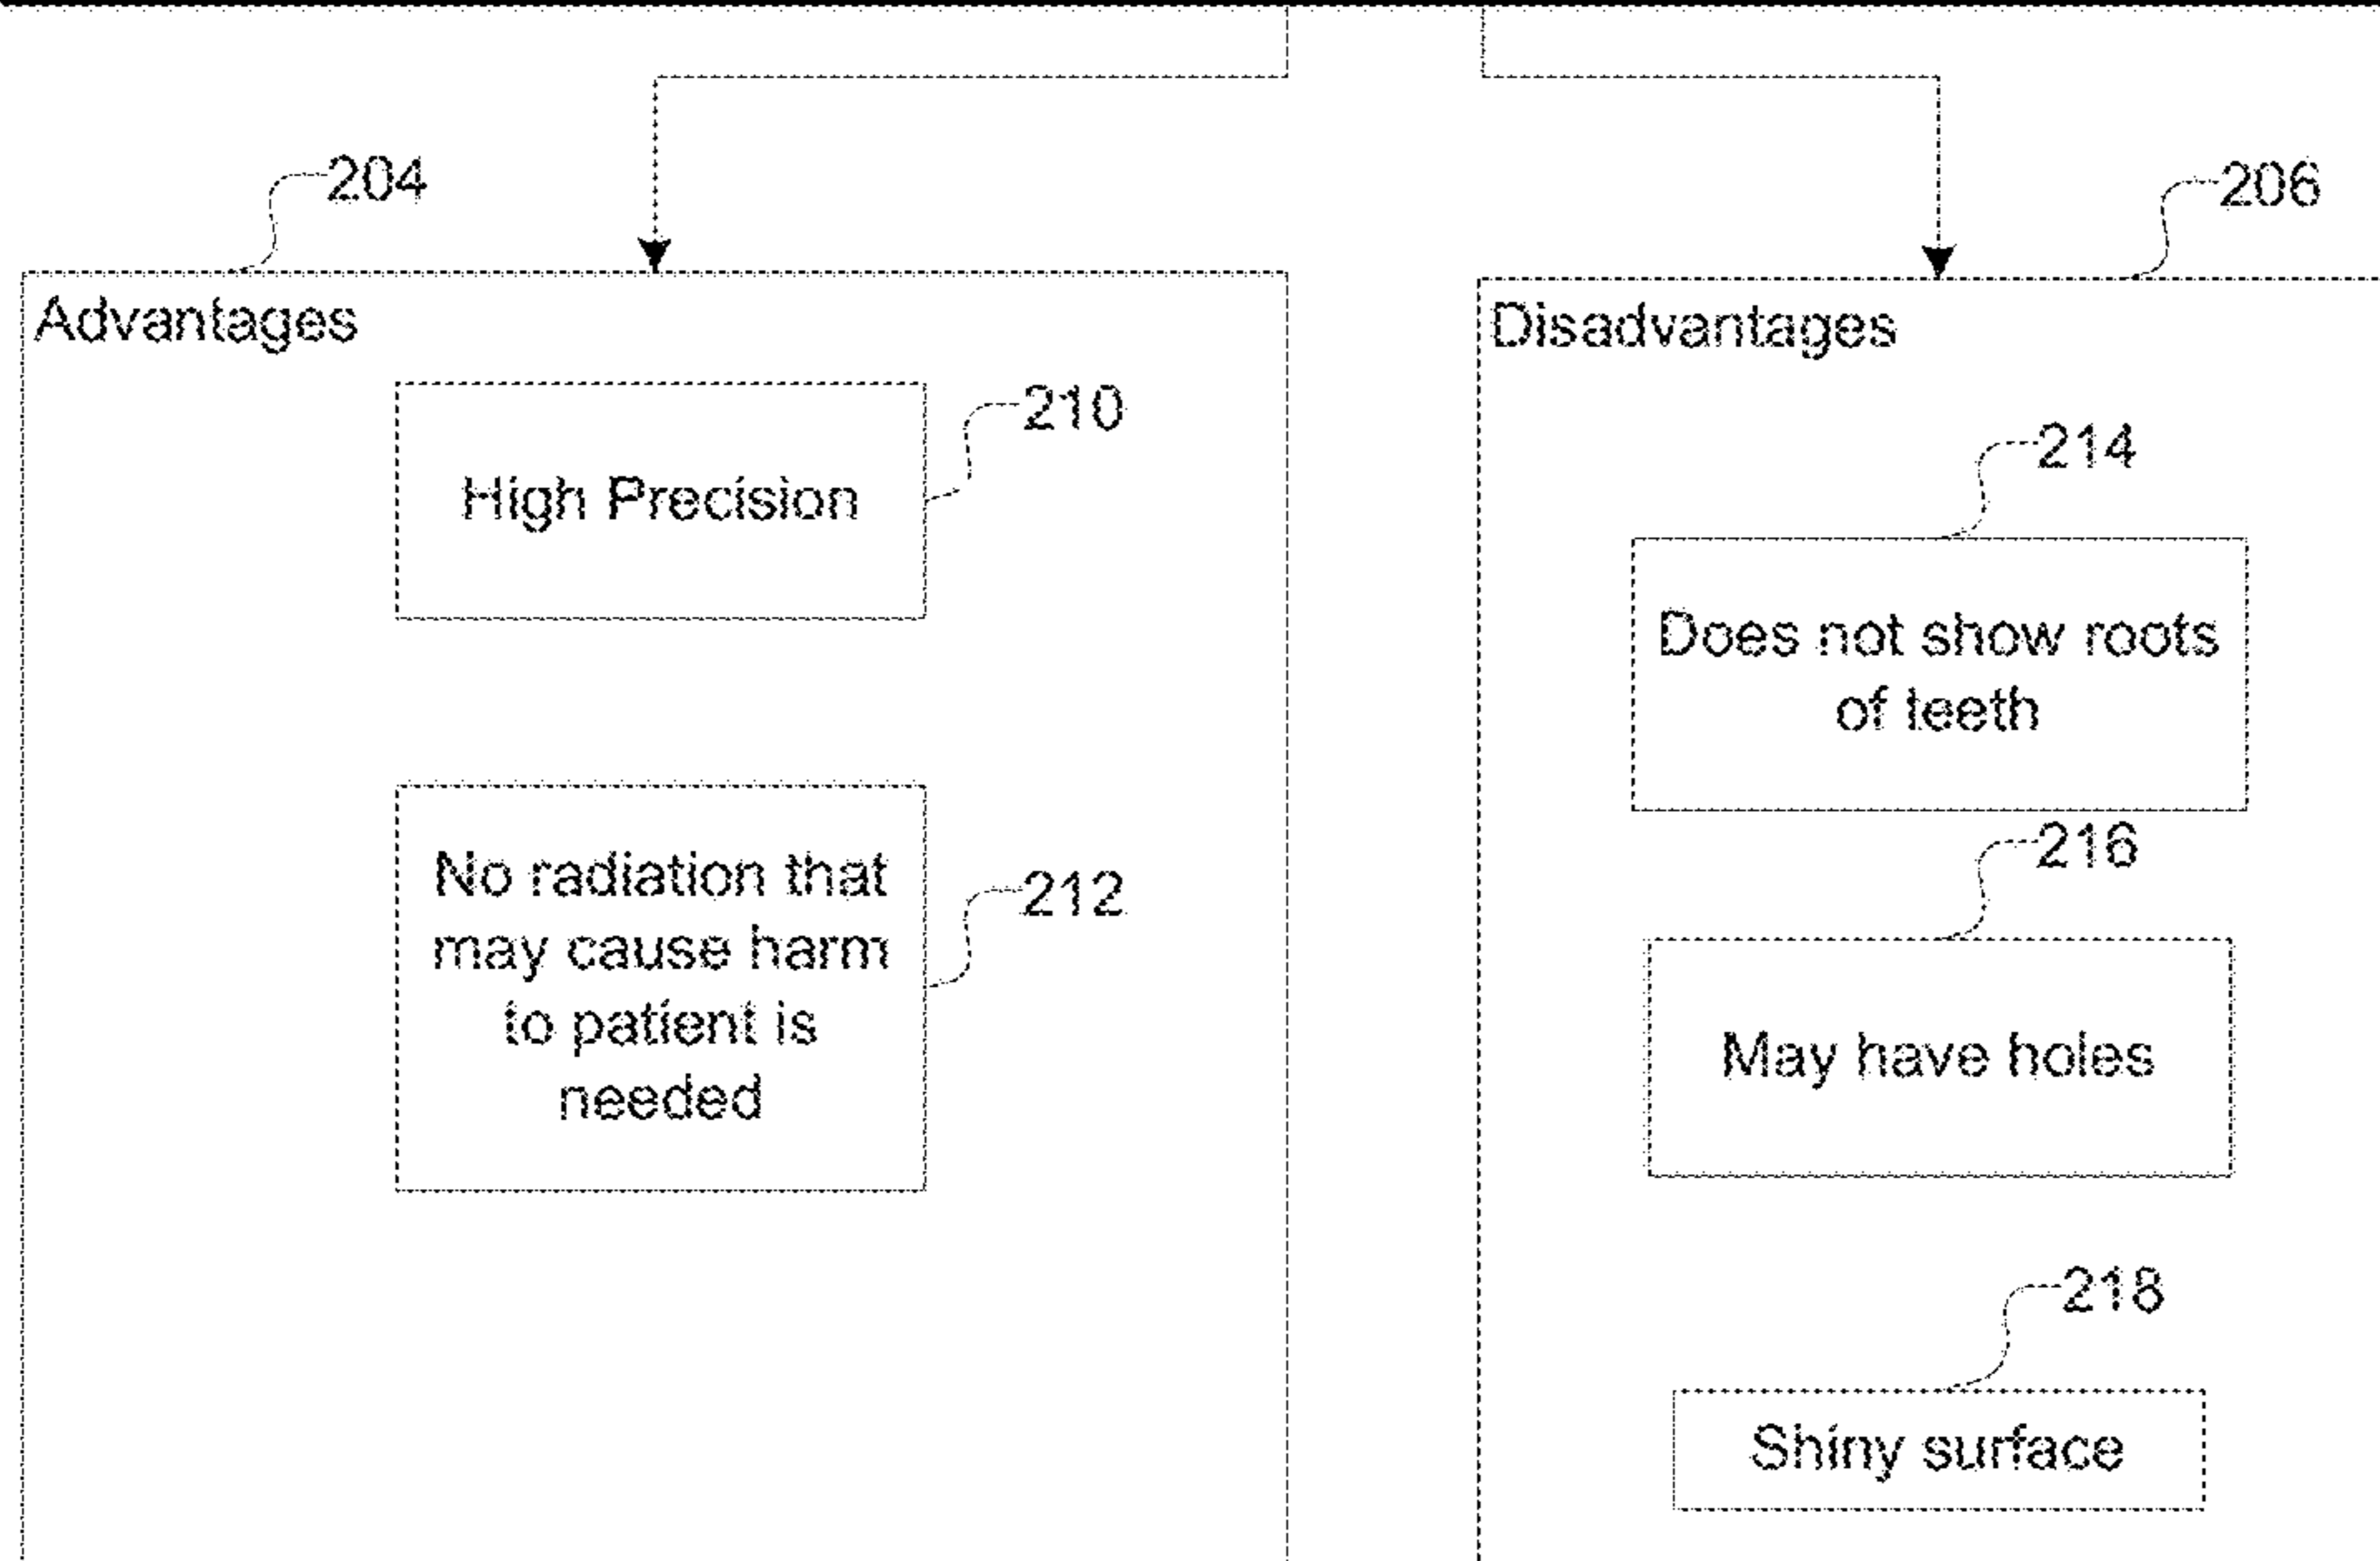 204
206
Advantages
Disadvantages
210
High Precision
214
Does not show roots
of teeth
216
No radiation that
may cause harm
to patient is
needed
212
May have holes
218
Shiny surface